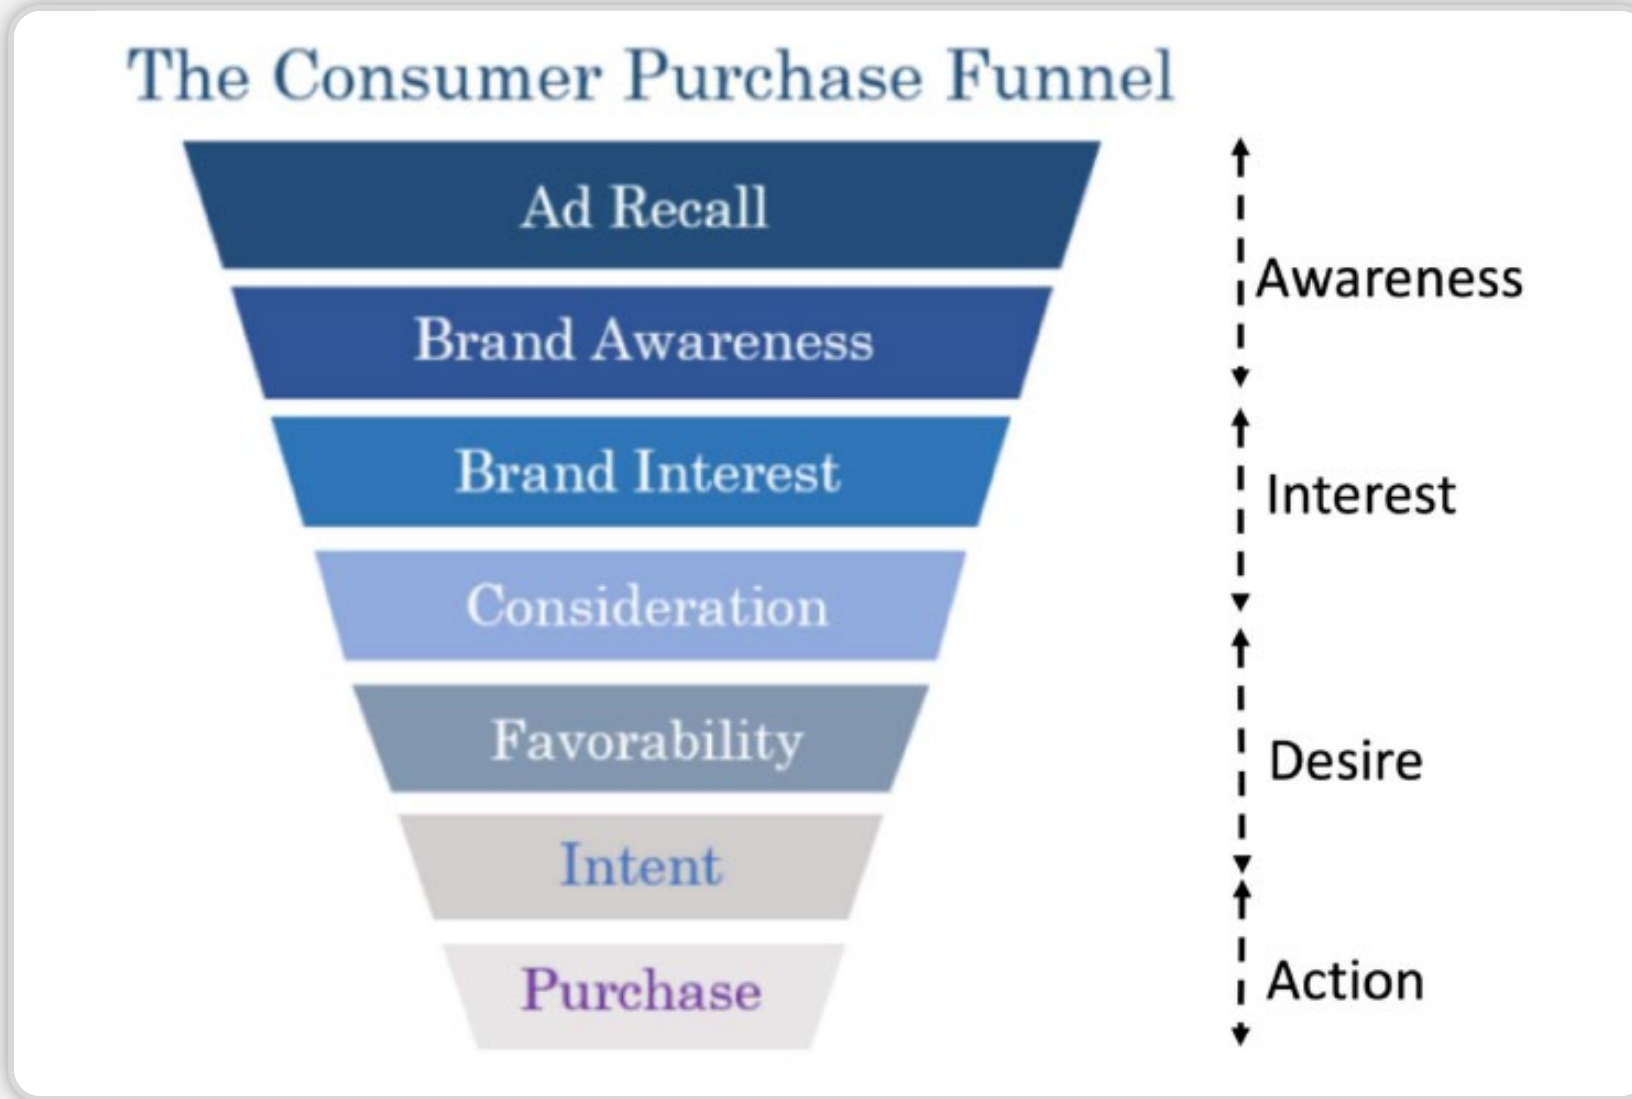 The Consumer Purchase Funnel
Ad Recall
Brand Awareness
Awareness
Brand Interest
Interest
Consideration
Favorability
Desire
Intent
Purchase
Action